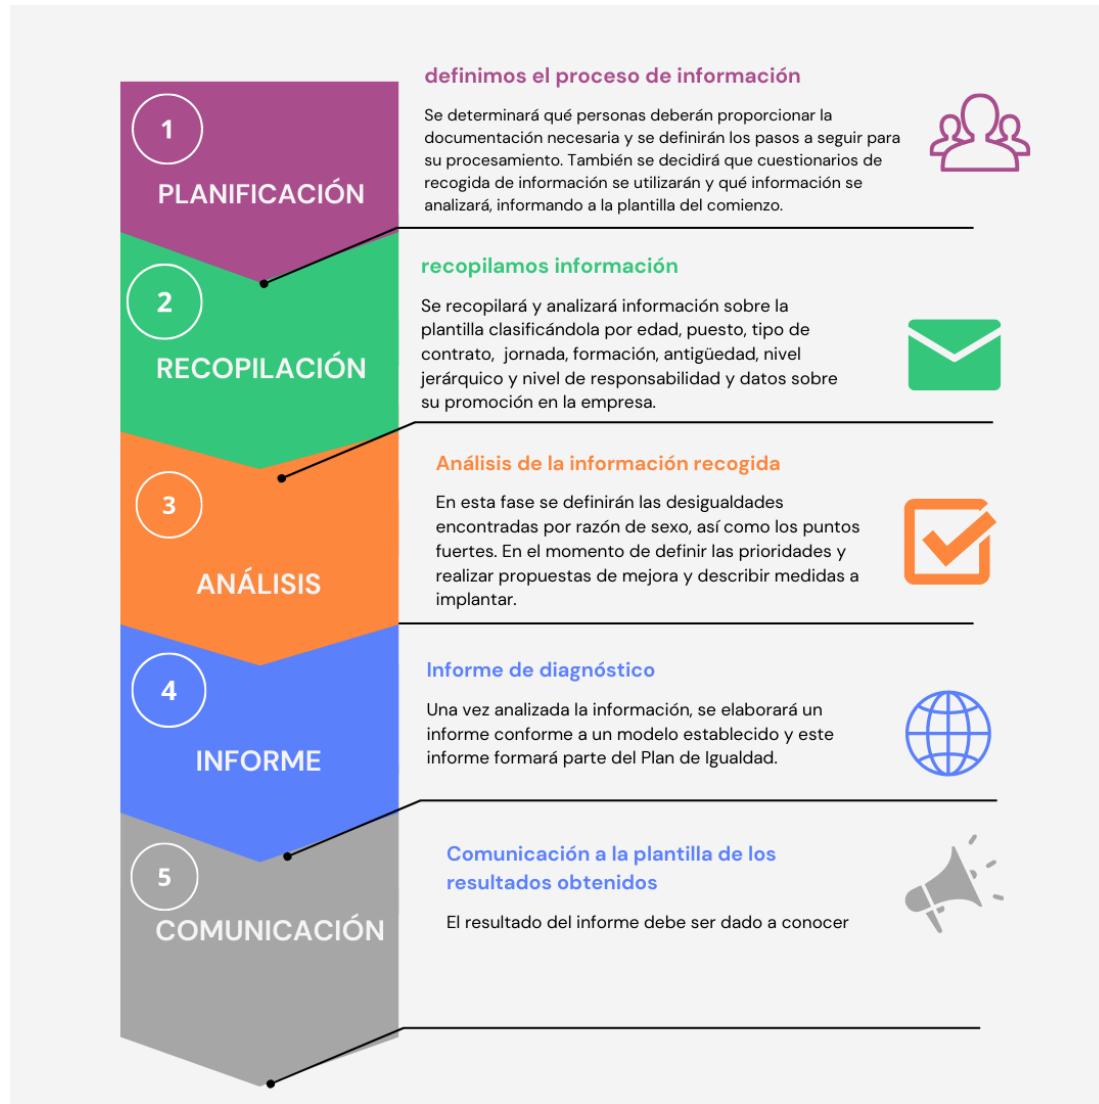 1
PLANIFICACIÓN
definimos el proceso de información
Se determinará qué personas deberán proporcionar la
documentación necesaria y se definirán los pasos a seguir para
su procesamiento. También se decidirá que cuestionarios de
recogida de información se utilizarán y qué información se
analizará, informando a la plantilla del comienzo.
2
RECOPILACIÓN
recopilamos información
Se recopilará y analizará información sobre la
plantilla clasificándola por edad, puesto, tipo de
contrato, jornada, formación, antigüedad, nivel
jerárquico y nivel de responsabilidad y datos sobre
su promoción en la empresa.
3
ANÁLISIS
Análisis de la información recogida
En esta fase se definirán las desigualdades
encontradas por razón de sexo, así como los puntos
fuertes. En el momento de definir las prioridades y
realizar propuestas de mejora y describir medidas a
implantar.
4
INFORME
Informe de diagnóstico
Una vez analizada la información, se elaborará un
informe conforme a un modelo establecido y este
informe formará parte del Plan de Igualdad.
5
COMUNICACIÓN
Comunicación a la plantilla de los
resultados obtenidos
El resultado del informe debe ser dado a conocer